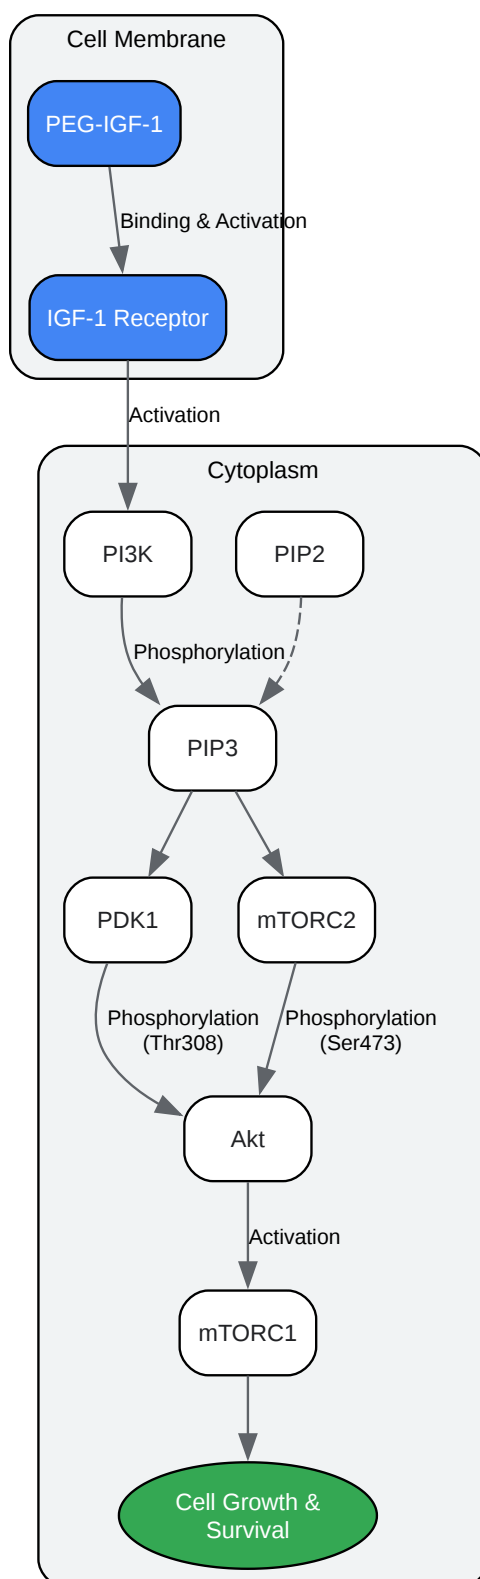 Cell Membrane
PEG-IGF-1
Binding & Activation
IGF-1 Receptor
Activation
Cytoplasm
PI3K
PIP2
Phosphorylation
PIP3
PDK1
mTORC2
Phosphorylation
(Thr308)
Phosphorylation
(Ser473)
Akt
Activation
mTORC1
Cell Growth &
Survival